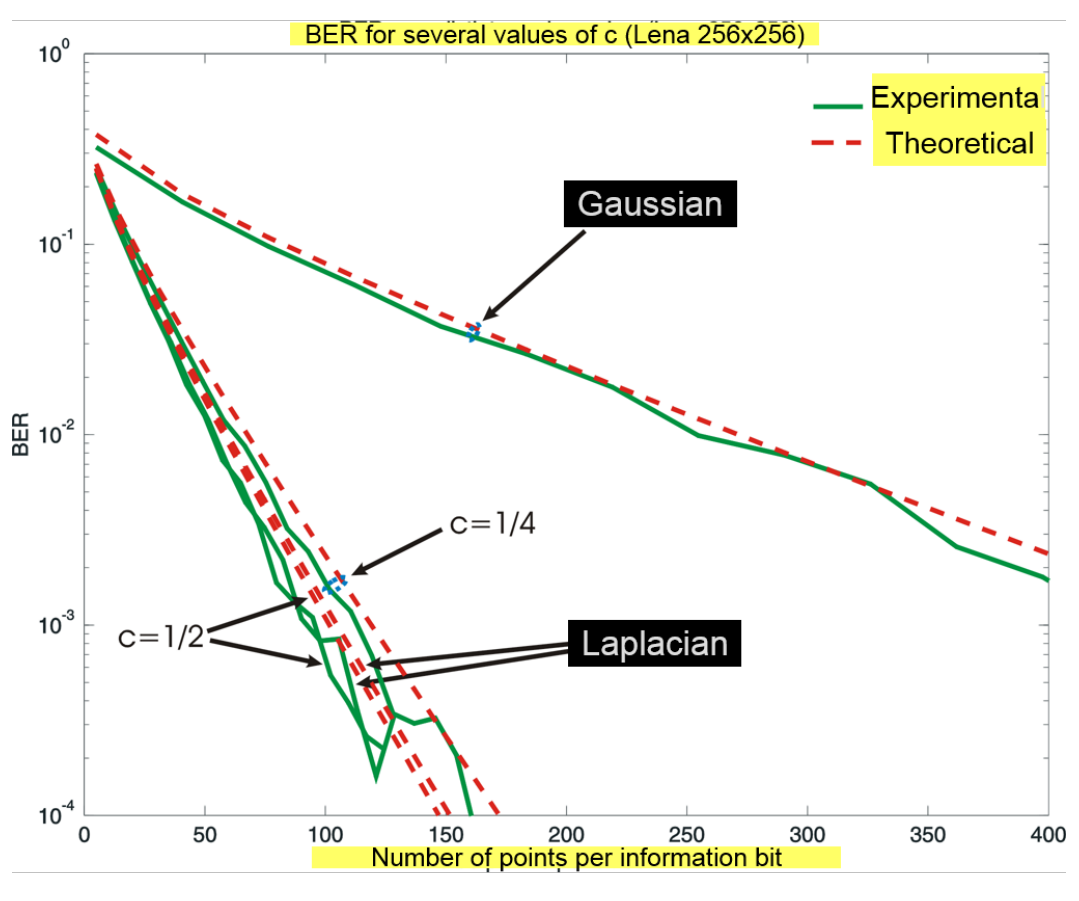 BER for several values of c (Lena 256x256)
10^0
10^-1
10^-2
10^-3
10^-4
BER
Experimental
Theoretical
Gaussian
c=1/4
c=1/2
Laplacian
0 50 100 150 200 250 300 350 400
Number of points per information bit